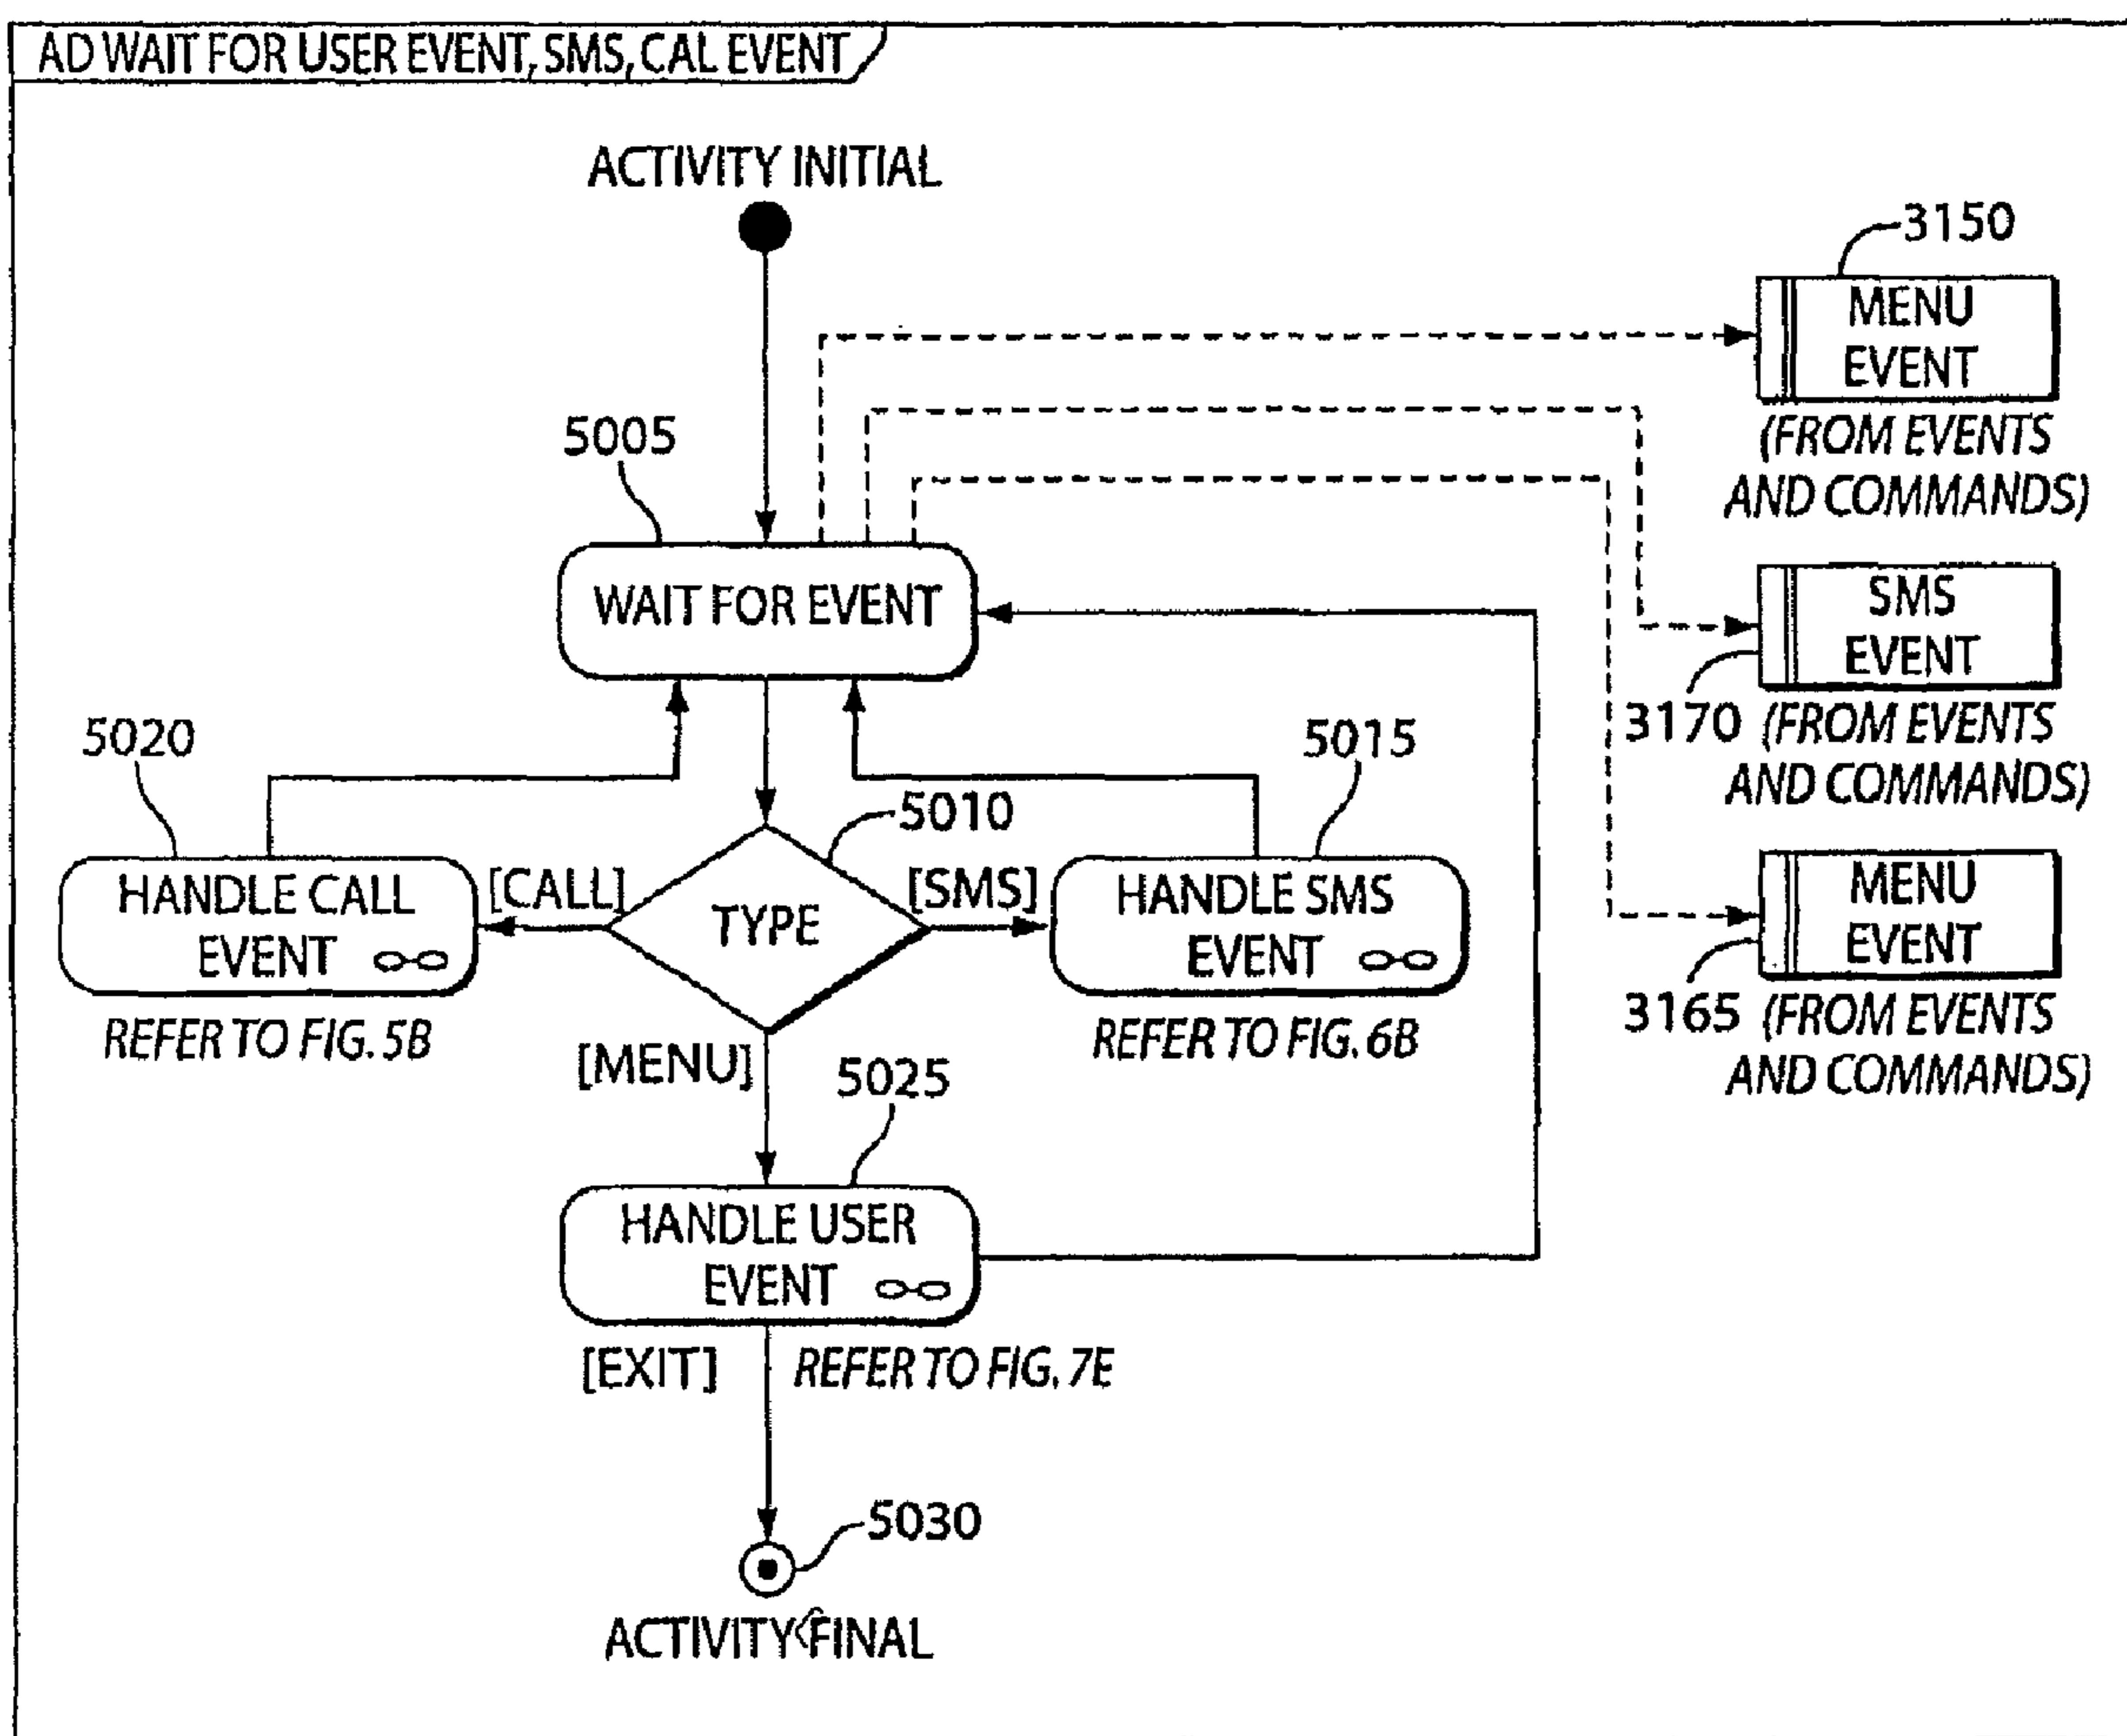 AD WAIT FOR USER EVENT, SMS, CAL EVENT
ACTIVITY INITIAL
3150
MENU
EVENT
(FROM EVENTS
AND COMMANDS)
5005
WAIT FOR EVENT
SMS
EVENT
3170 (FROM EVENTS
AND COMMANDS)
5020
5015
5010
HANDLE CALL
EVENT
[CALL]
TYPE
[SMS]
HANDLE SMS
EVENT
MENU
EVENT
3165 (FROM EVENTS
AND COMMANDS)
REFER TO FIG. 5B
REFER TO FIG. 6B
[MENU]
5025
HANDLE USER
EVENT
[EXIT]
REFER TO FIG. 7E
5030
ACTIVITY FINAL